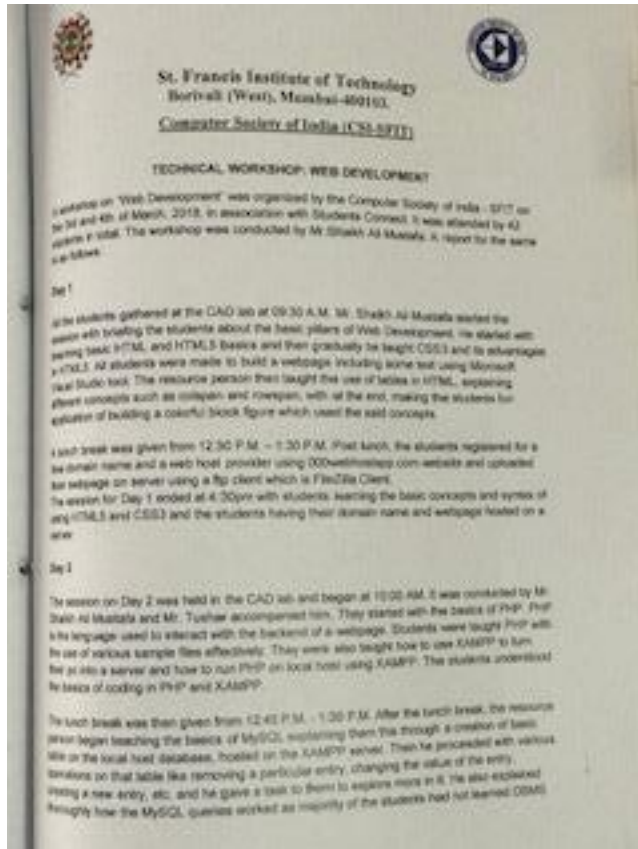 St. Francis Institute of Technology
Borivali (West), Mumbai-400103.
Computer Society of India (CSI-SFIT)
TECHNICAL WORKSHOP: WEB DEVELOPMENT
workshop on "Web Development" was organized by the Computer Society of India - SFIT on
the 3rd and 4th of March, 2018, in association with Students Connect. It was attended by 42
students in total. The workshop was conducted by Mr. Shaikh Ali Mustafa. A report for the same
is as follows:
Day 1
All the students gathered at the CAD lab at 09:30 A.M. Mr. Shaikh Ali Mustafa started the
session with briefing the students about the basic pillars of Web Development. He started with
basic HTML and HTML5 Basics and then gradually he taught CSS3 and its advantages
HTML5. All students were made to build a webpage including some text using Microsoft
Visual Studio tool. The resource person then taught the use of tables in HTML, explaining
different concepts such as colspan and rowspan, with at the end, making the students
application of building a colorful block figure which used the said concepts.
A lunch break was given from 12:30 P.M. – 1:30 P.M. Post lunch, the students registered for a
domain name and a web host provider using 000webhostapp.com website and uploaded
their webpage on server using a ftp client which is FileZilla Client.
The session for Day 1 ended at 4:30pm with students learning the basic concepts and syntax of
using HTML5 and CSS3 and the students having their domain name and webpage hosted on a
server
Day 2
The session on Day 2 was held in the CAD lab and began at 10:00 AM. It was conducted by Mr.
Shaikh Ali Mustafa and Mr. Tushar accompanied him. They started with the basics of PHP. PHP
is the language used to interact with the backend of a webpage. Students were taught PHP with
the use of various sample files effectively. They were also taught how to use XAMPP to turn
their pc into a server and how to run PHP on local host using XAMPP. The students understood
the basics of coding in PHP and XAMPP
The lunch break was then given from 12:45 P.M. - 1:30 P.M. After the lunch break, the resource
person began teaching the basics of MySQL explaining them this through a creation of basic
table on the local host database, hosted on the XAMPP server. Then he proceeded with various
operations on that table like removing a particular entry, changing the value of the entry,
a new entry, etc. and he gave a task to them to explore more in it. He also explained
thoroughly how the MySQL queries worked as majority of the students had not learned DBMS